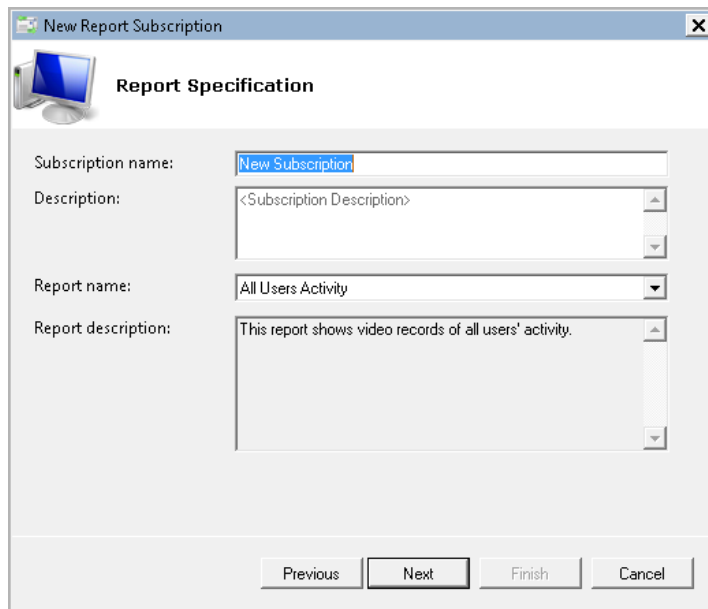 New Report Subscription
Report Specification
Subscription name: New Subscription
Description: <Subscription Description>
Report name: All Users Activity
Report description: This report shows video records of all users' activity.
Previous Next Finish Cancel